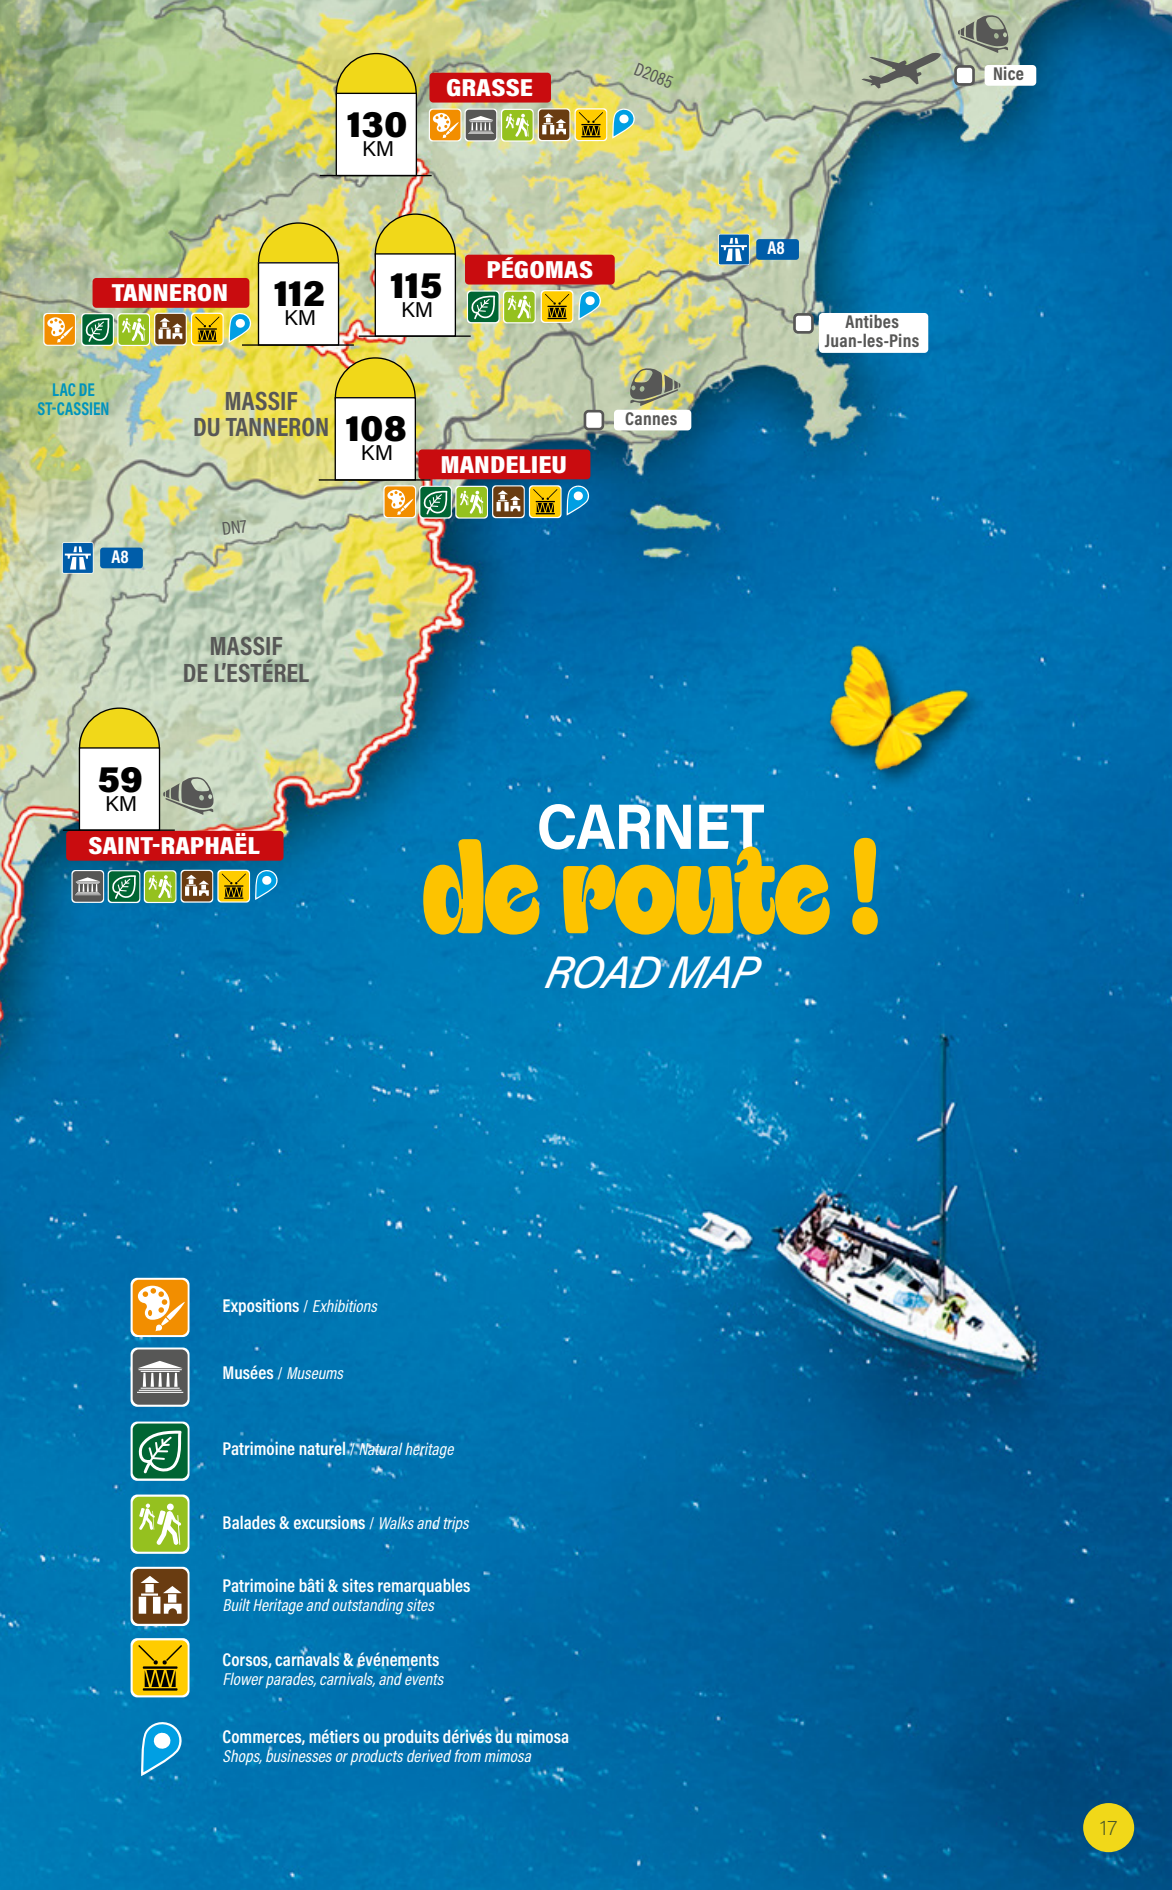 Nice
D2085
GRASSE
130
KM
A8
PÉGOMAS
115
KM
TANNERON
112
KM
Antibes
Juan-les-Pins
LAC DE
ST-CASSIEN
MASSIF
DU TANNERON
108
KM
Cannes
MANDELIEU
DN7
A8
MASSIF
DE L'ESTÉREL
59
KM
SAINT-RAPHAËL
CARNET
de route !
ROAD MAP
Expositions / Exhibitions
Musées / Museums
Patrimoine naturel / Natural heritage
Balades & excursions / Walks and trips
Patrimoine bâti & sites remarquables
Built Heritage and outstanding sites
Corsos, carnavals & événements
Flower parades, carnivals, and events
Commerces, métiers ou produits dérivés du mimosa
Shops, businesses or products derived from mimosa
17